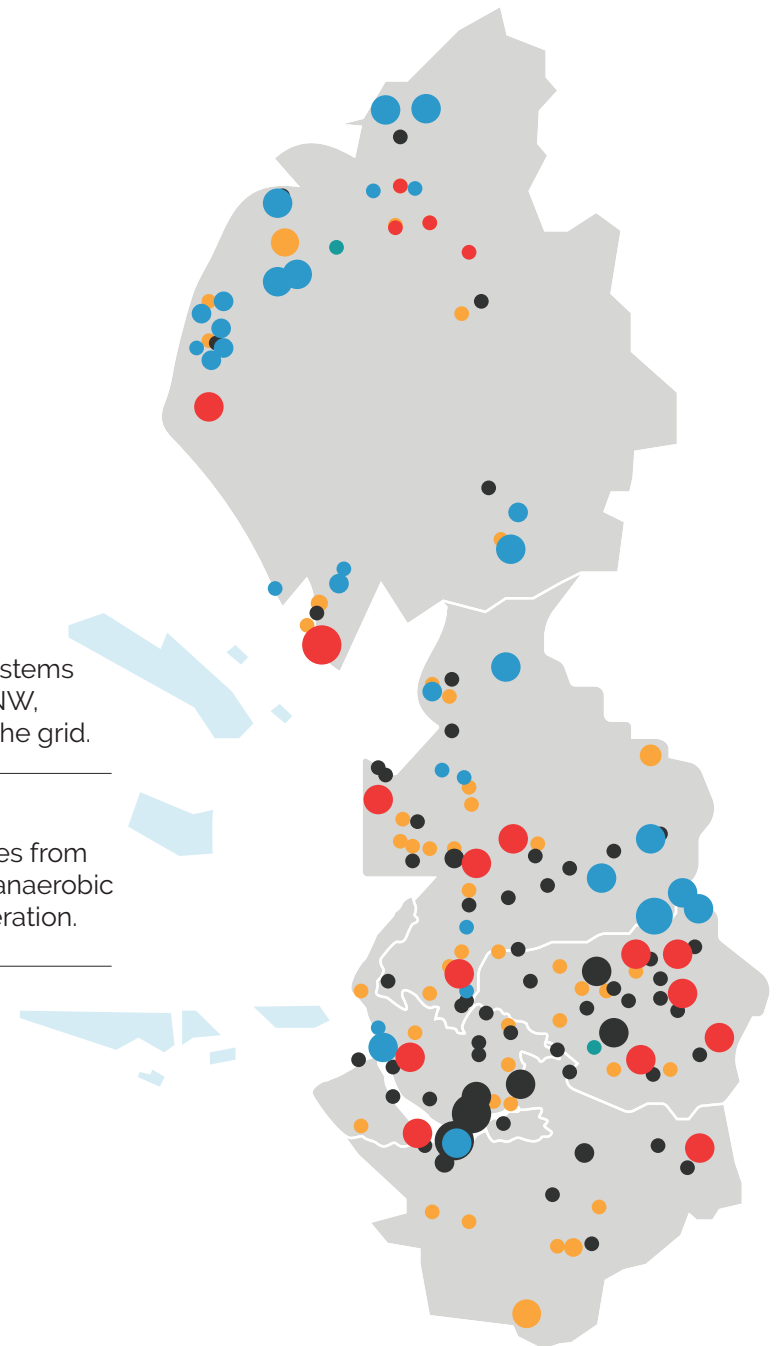 stems
NW,
he grid.
es from
anaerobic
eration.